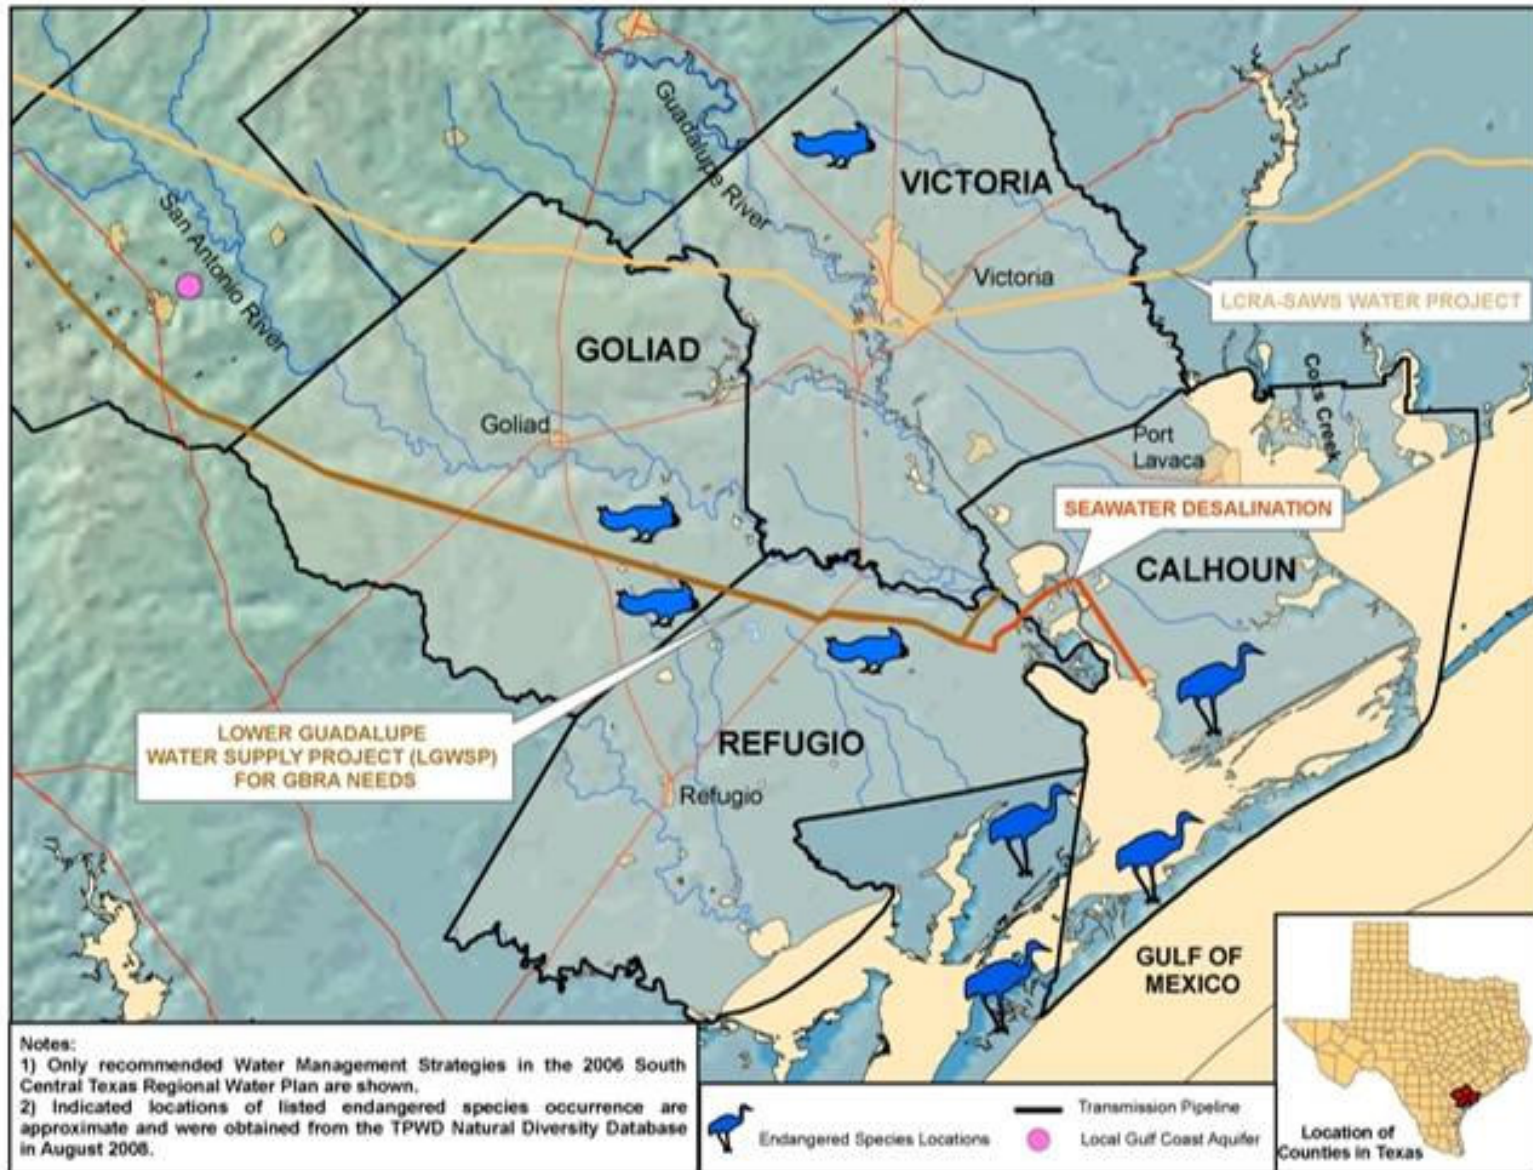 Guadalupe River
VICTORIA
San Antonio River
Victoria
LCRA-SAWS WATER PROJECT
GOLIAD
Goliad
Cox's Creek
Port
Lavaca
SEAWATER DESALINATION
CALHOUN
LOWER GUADALUPE
WATER SUPPLY PROJECT (LGWSP)
FOR GBRA NEEDS
REFUGIO
Refugio
GULF OF
MEXICO
Notes:
1) Only recommended Water Management Strategies in the 2006 South
Central Texas Regional Water Plan are shown.
2) Indicated locations of listed endangered species occurrence are
approximate and were obtained from the TPWD Natural Diversity Database
in August 2008.
Endangered Species Locations
Transmission Pipeline
Local Gulf Coast Aquifer
Location of
Counties in Texas